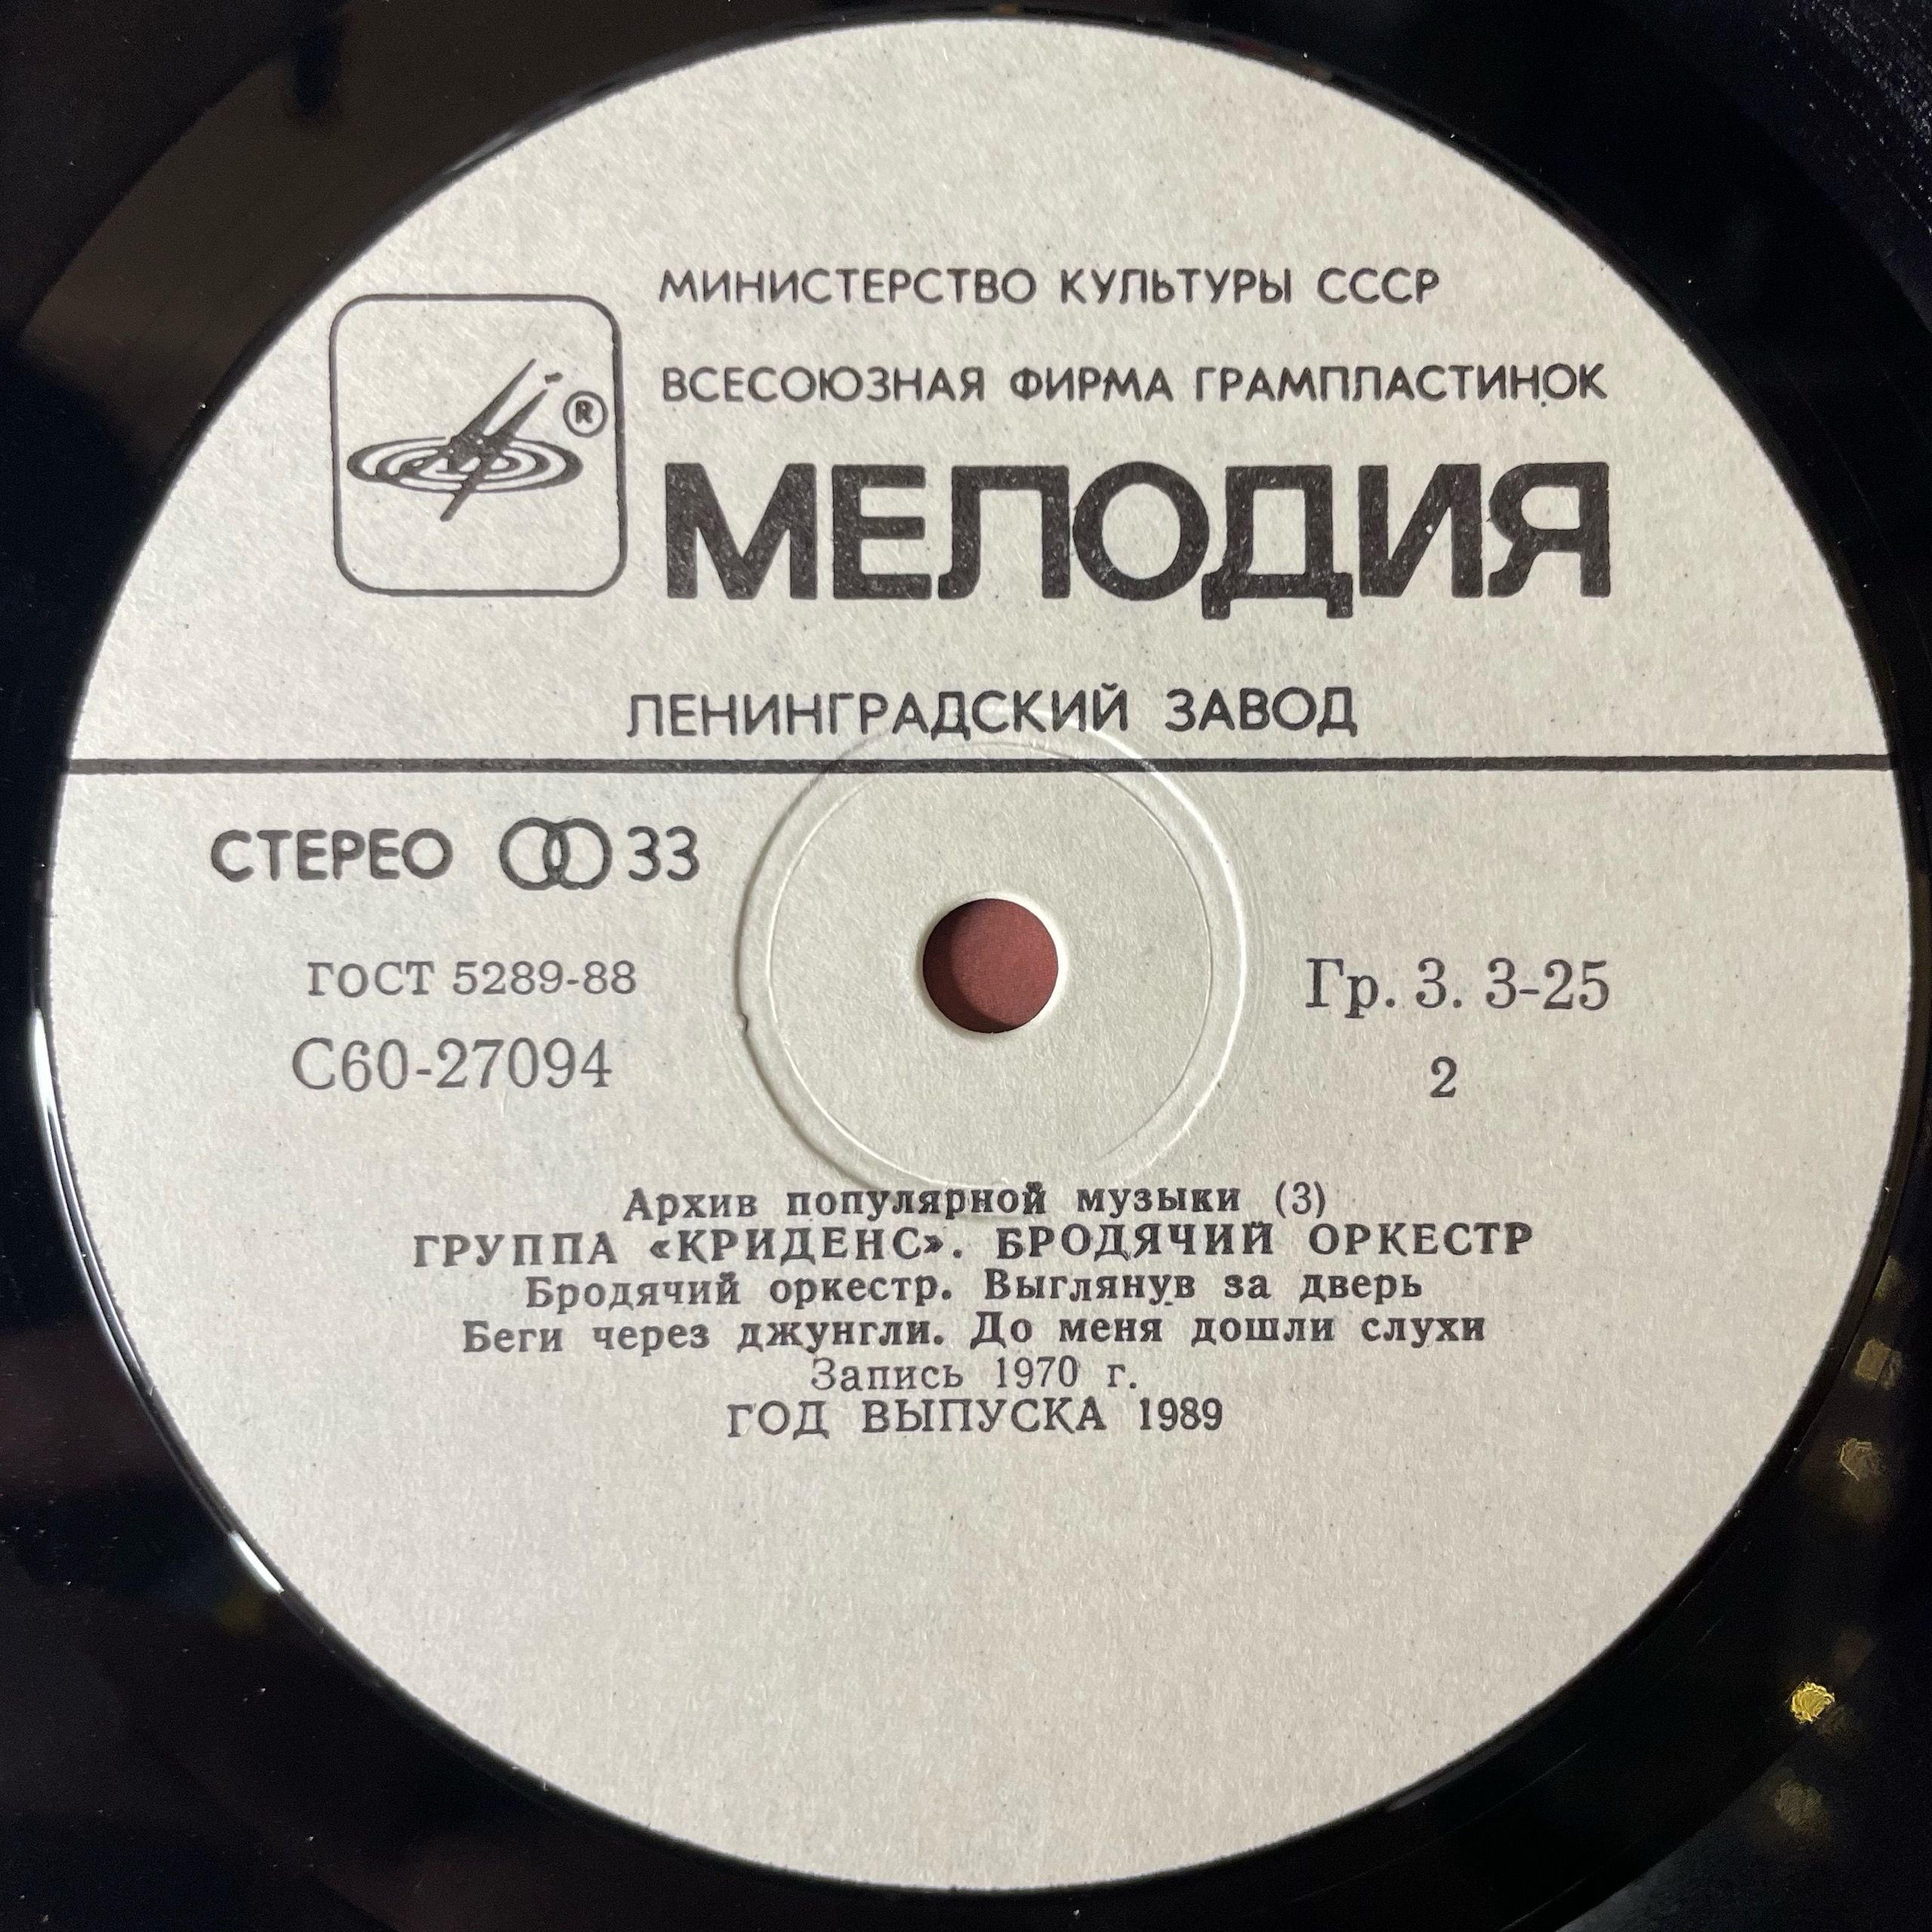 МИНИСТЕРСТВО КУЛЬТУРЫ СССР
ВСЕСОЮЗНАЯ ФИРМА ГРАМПЛАСТИНОК
®
МЕЛОДИЯ
ЛЕНИНГРАДСКИЙ ЗАВОД
СТЕРЕО 33
ГОСТ 5289-88
Гр. 3. 3-25
С60-27094
2
Архив популярной музыки (3)
ГРУППА «КРИДЕНС». БРОДЯЧИЙ ОРКЕСТР
Бродячий оркестр. Выглянув за дверь
Беги через джунгли. До меня дошли слухи
Запись 1970 г.
ГОД ВЫПУСКА 1989